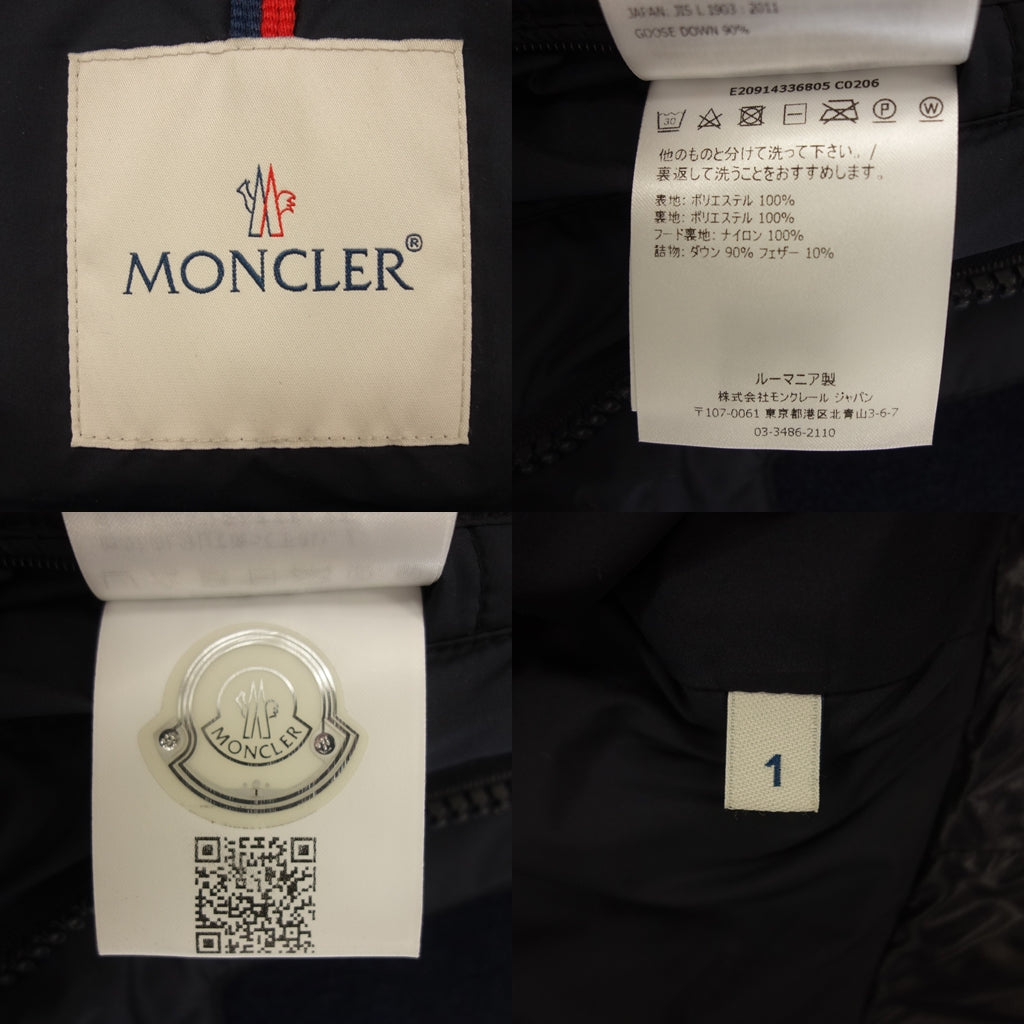 MONCLER®
JAPAN: JIS L 1903 : 2011
GOOSE DOWN 90%
E20914336805 C0206
30
P
W
他のものと分けて洗って下さい。/
裏返して洗うことをおすすめします。
表地: ポリエステル 100%
裏地: ポリエステル 100%
フード裏地: ナイロン 100%
詰物: ダウン 90% フェザー 10%
ルーマニア製
株式会社モンクレール ジャパン
〒107-0061 東京都港区北青山3-6-7
03-3486-2110
MONCLER
1